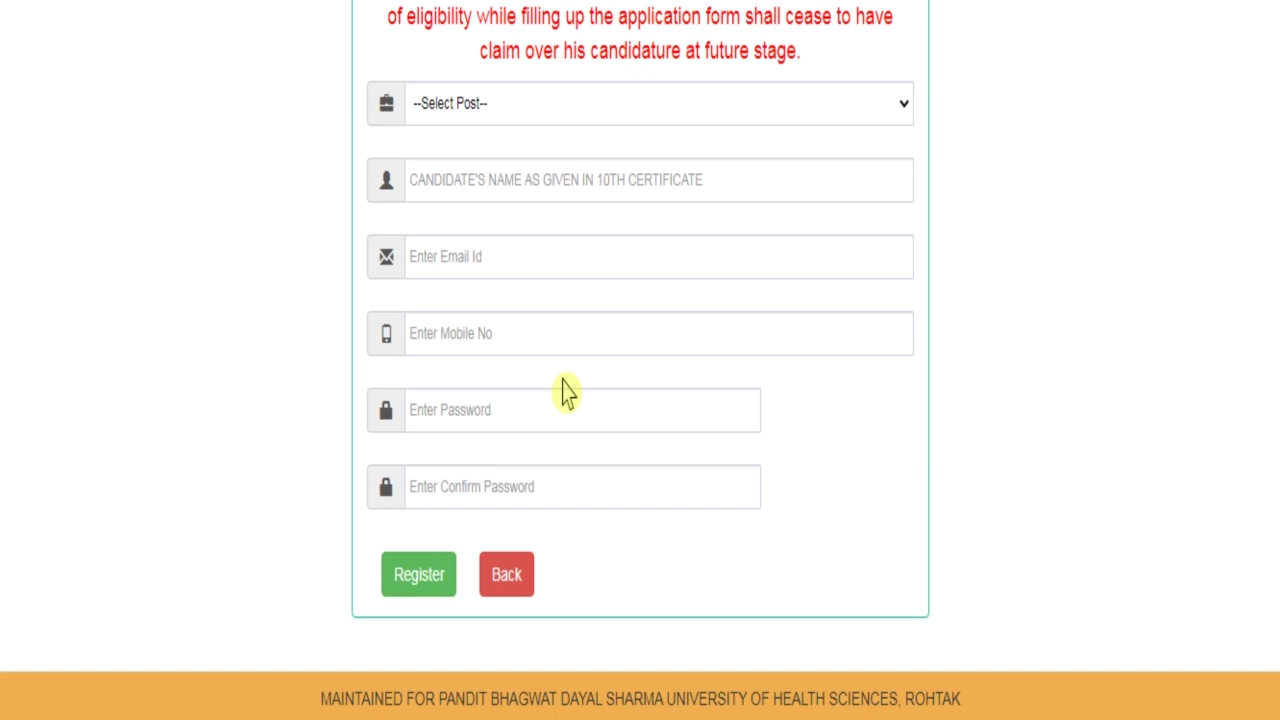 of eligibility while filling up the application form shall cease to have
claim over his candidature at future stage.
--Select Post--
CANDIDATE'S NAME AS GIVEN IN 10TH CERTIFICATE
Enter Email Id
Enter Mobile No
Enter Password
Enter Confirm Password
Register Back
MAINTAINED FOR PANDIT BHAGWAT DAYAL SHARMA UNIVERSITY OF HEALTH SCIENCES, ROHTAK